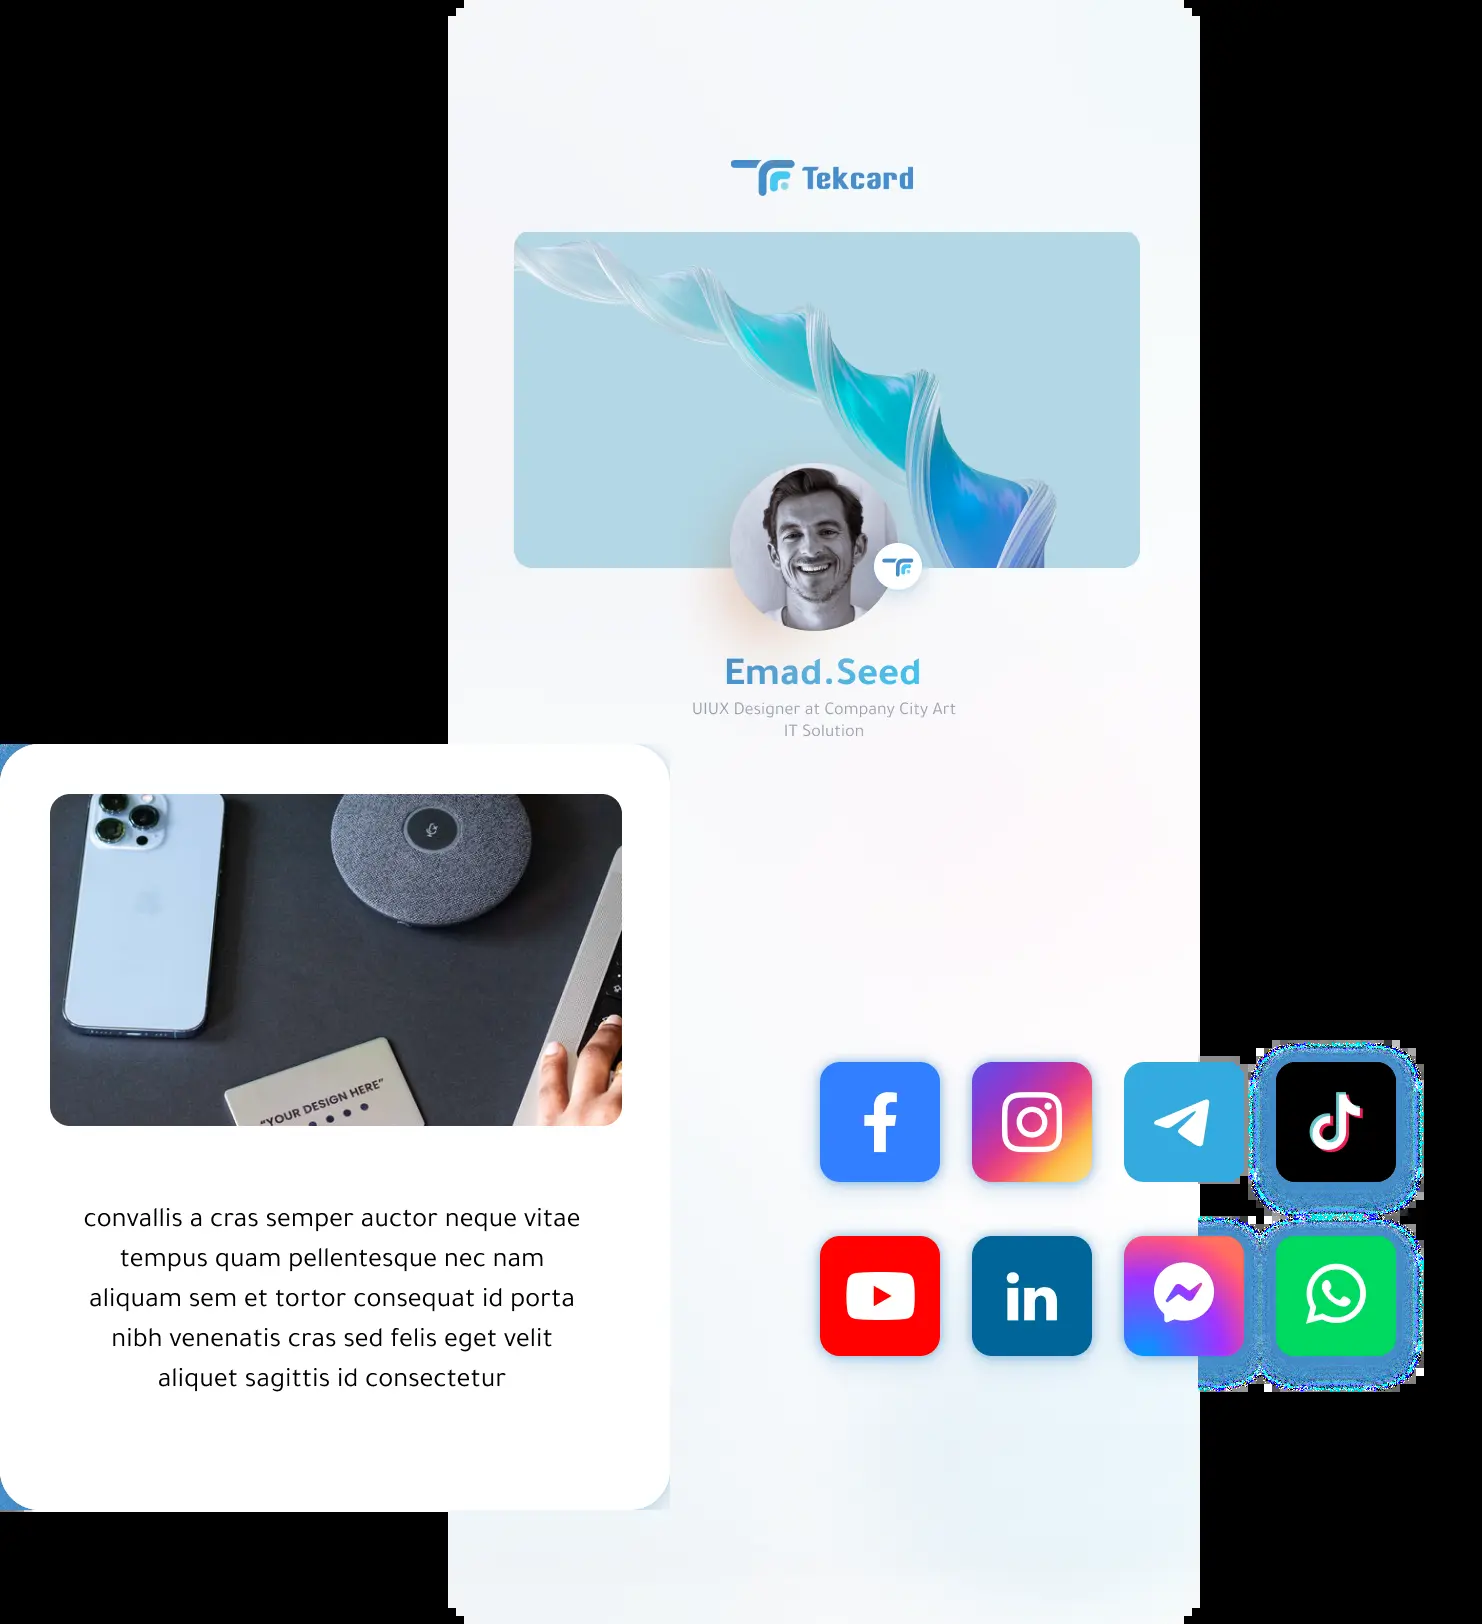 Tekcard
Emad.Seed
UIUX Designer at Company City Art
IT Solution
"YOUR DESIGN HERE"
convallis a cras semper auctor neque vitae
tempus quam pellentesque nec nam
aliquam sem et tortor consequat id porta
nibh venenatis cras sed felis eget velit
aliquet sagittis id consectetur
in